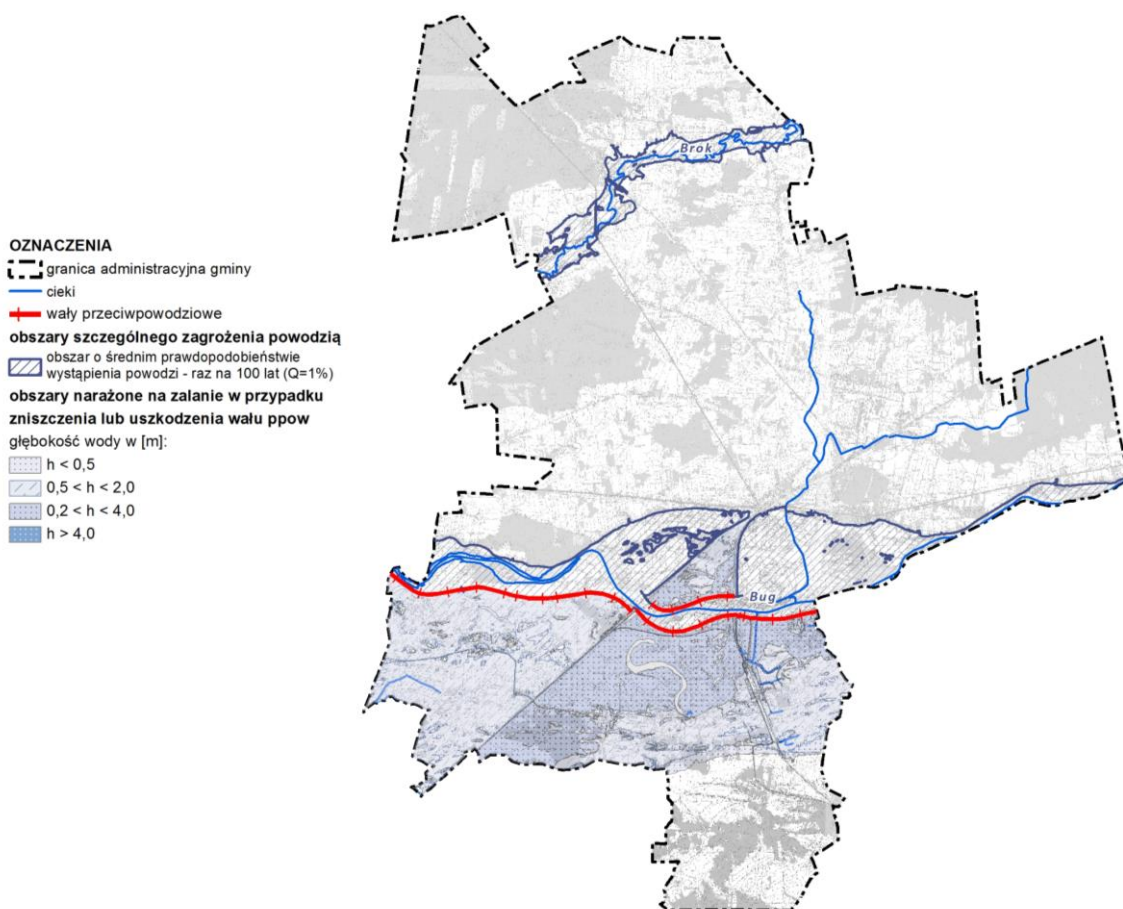 Brok
OZNACZENIA
granica administracyjna gminy
cieki
wały przeciwpowodziowe
obszary szczególnego zagrożenia powodzią
obszar o średnim prawdopodobieństwie
wystąpienia powodzi - raz na 100 lat (Q=1%)
obszary narażone na zalanie w przypadku
zniszczenia lub uszkodzenia wału ppow
głębokość wody w [m]:
h < 0,5
0,5 < h < 2,0
0,2 < h < 4,0
h > 4,0
Bug